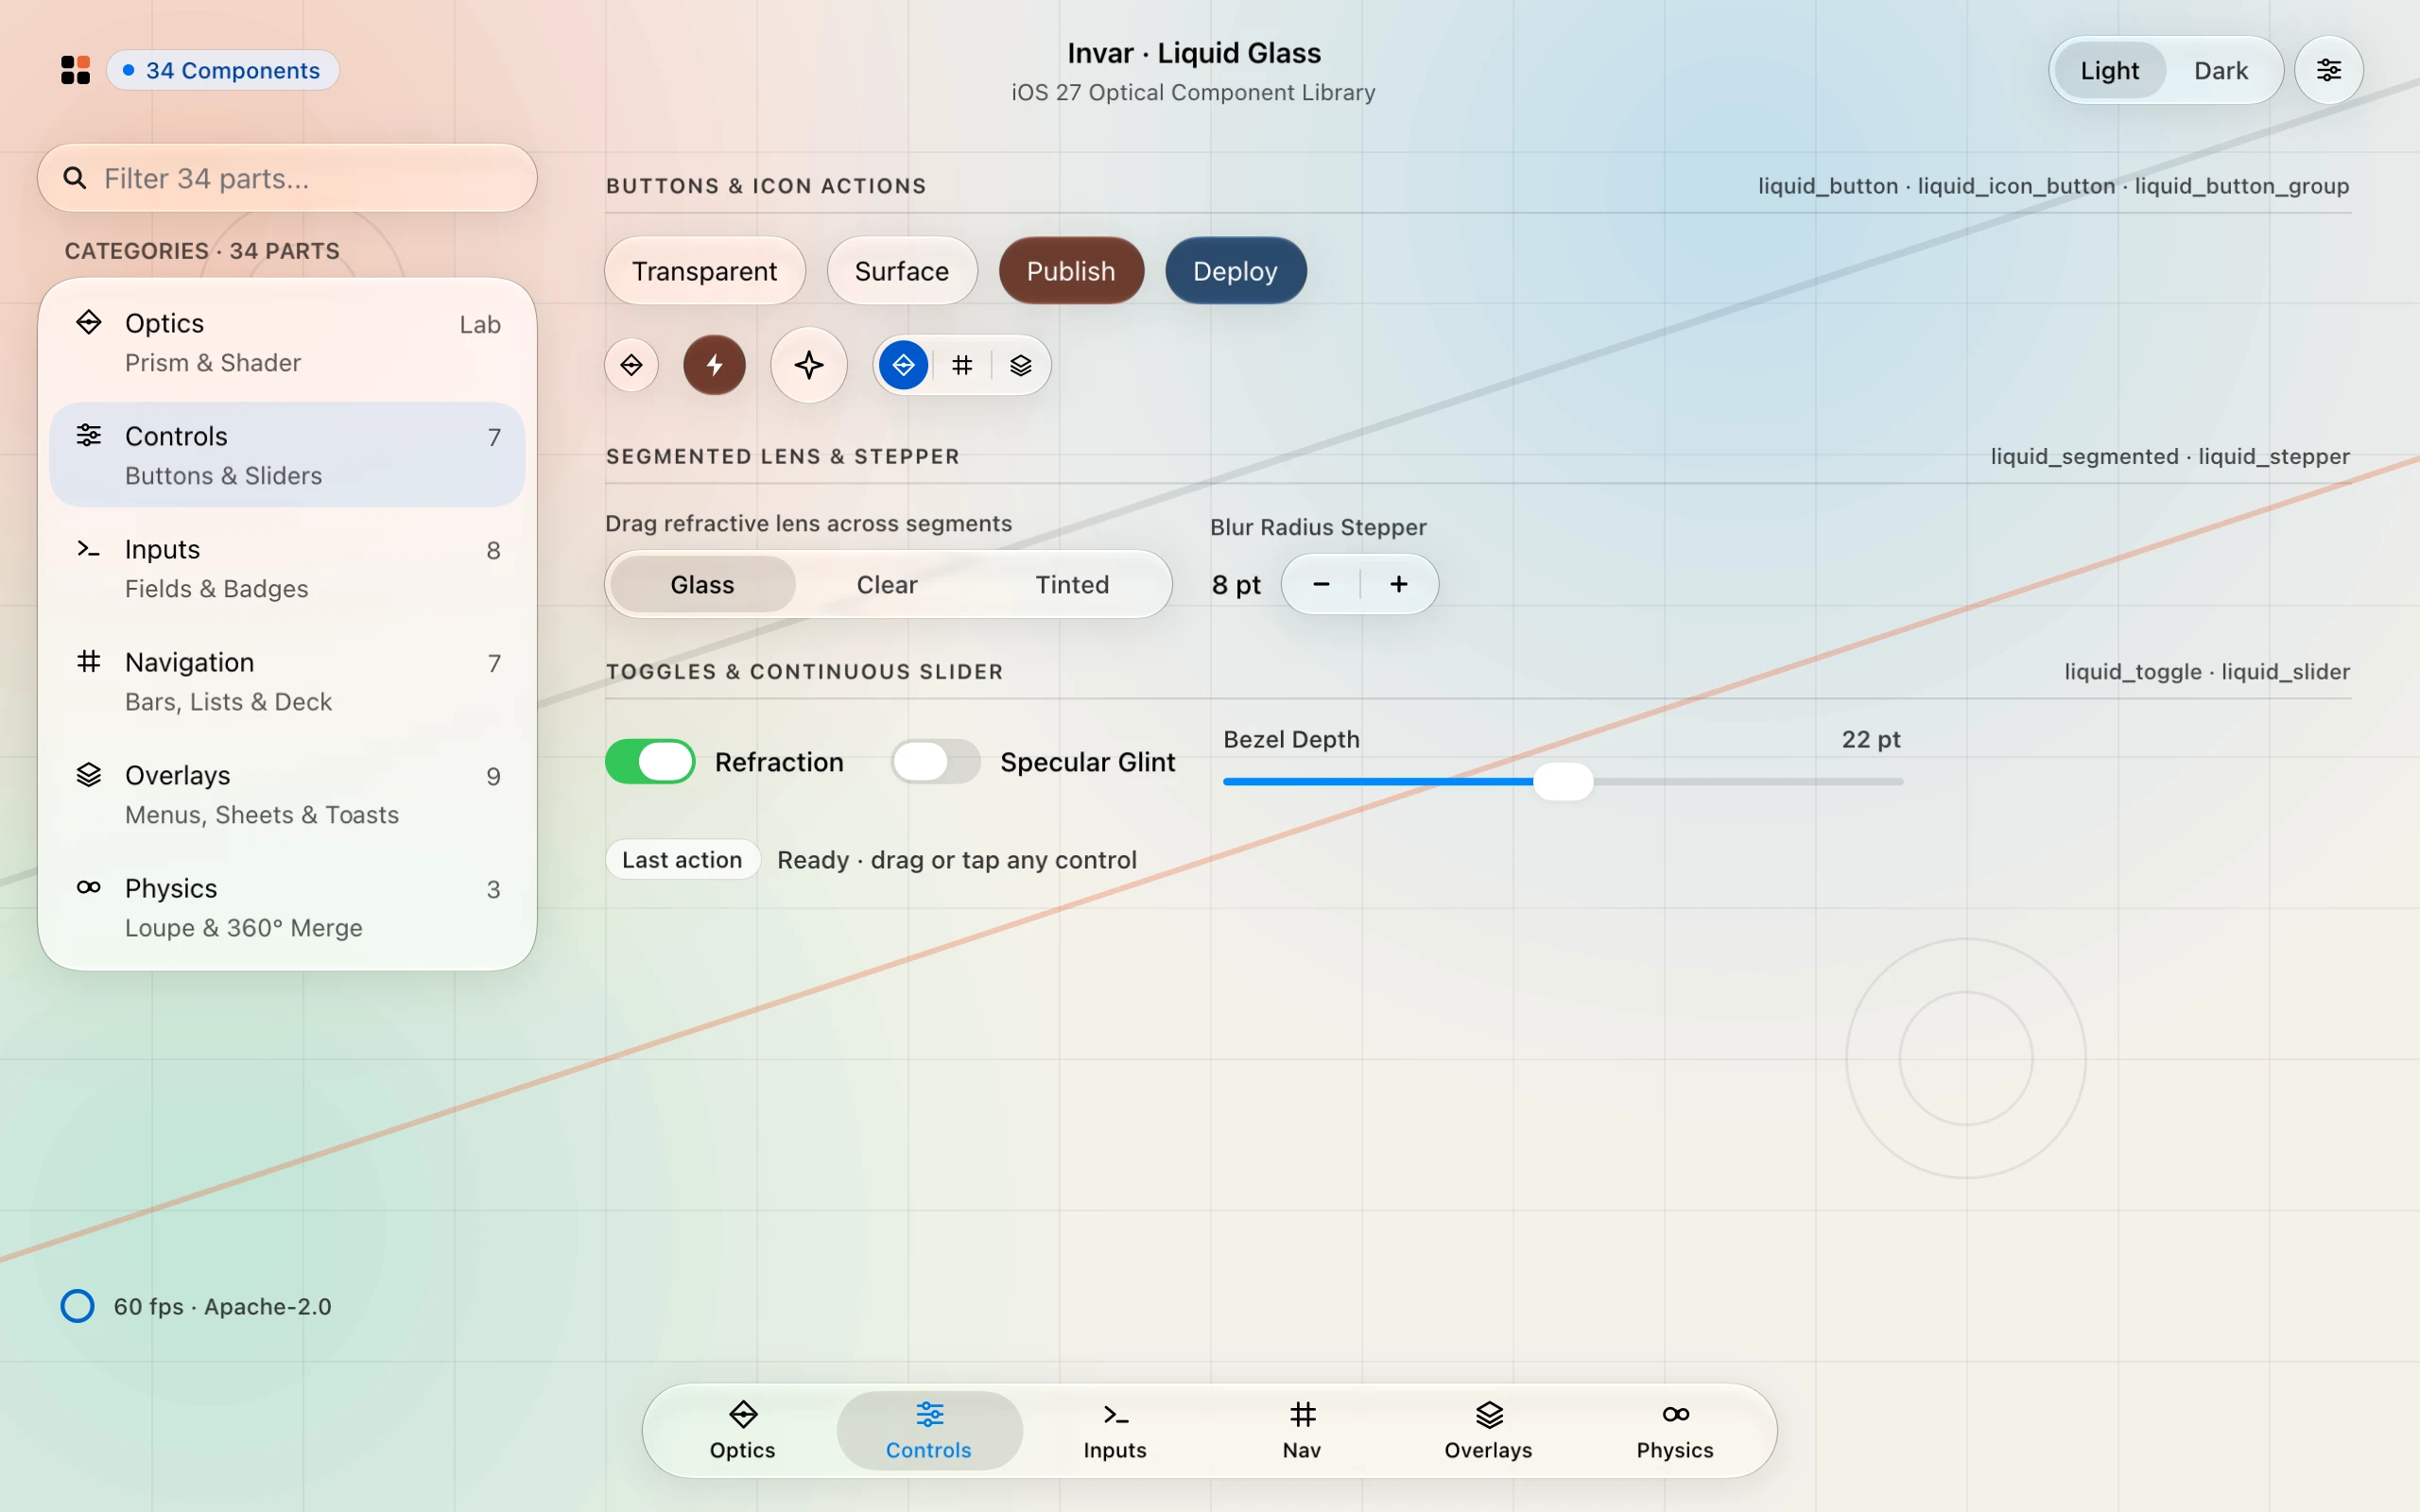 34 Components
Invar · Liquid Glass
iOS 27 Optical Component Library
Light
Dark
Filter 34 parts...
CATEGORIES · 34 PARTS
Optics
Lab
Prism & Shader
Controls
7
Buttons & Sliders
Inputs
8
Fields & Badges
Navigation
7
Bars, Lists & Deck
Overlays
9
Menus, Sheets & Toasts
Physics
3
Loupe & 360° Merge
60 fps · Apache-2.0
BUTTONS & ICON ACTIONS
liquid_button · liquid_icon_button · liquid_button_group
Transparent
Surface
Publish
Deploy
SEGMENTED LENS & STEPPER
liquid_segmented · liquid_stepper
Drag refractive lens across segments
Glass
Clear
Tinted
Blur Radius Stepper
8 pt
TOGGLES & CONTINUOUS SLIDER
liquid_toggle · liquid_slider
Refraction
Specular Glint
Bezel Depth
22 pt
Last action
Ready · drag or tap any control
Optics
Controls
Inputs
Nav
Overlays
Physics